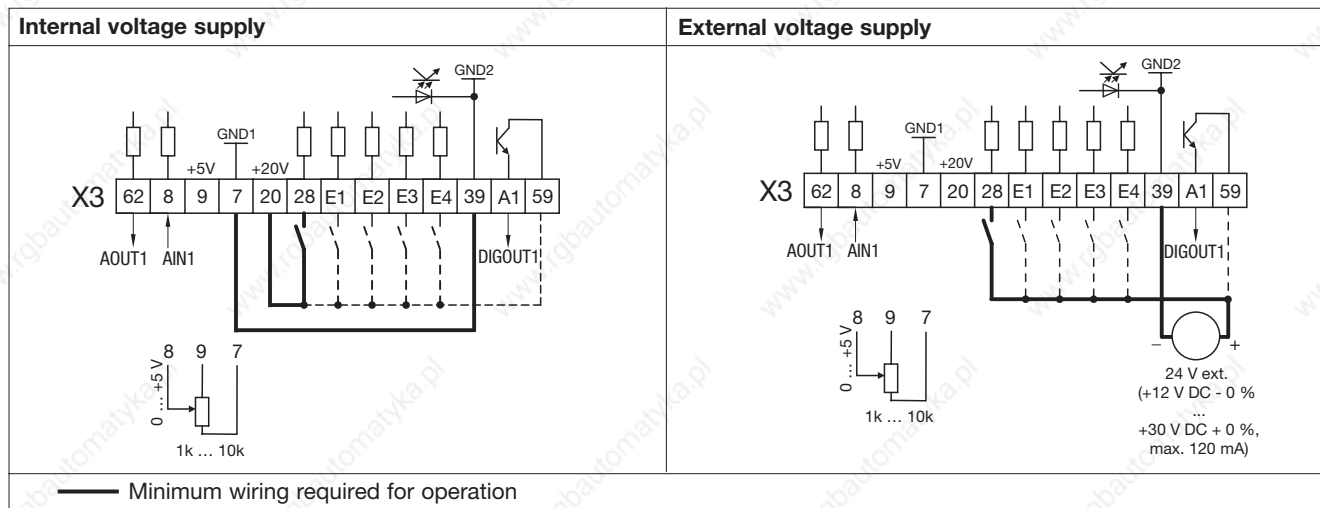 Internal voltage supply
External voltage supply
GND2
GND1
+5V
+20V
X3 62 8 9 7 20 28 E1 E2 E3 E4 39 A1 59
AOUT1 AIN1
DIGOUT1
8 9 7
0 ... +5 V
1k ... 10k
GND2
GND1
+5V
+20V
X3 62 8 9 7 20 28 E1 E2 E3 E4 39 A1 59
AOUT1 AIN1
DIGOUT1
8 9 7
0 ... +5 V
1k ... 10k
– +
24 V ext.
(+12 V DC - 0 %
...
+30 V DC + 0 %,
max. 120 mA)
Minimum wiring required for operation
www.rgbautomatyka.pl